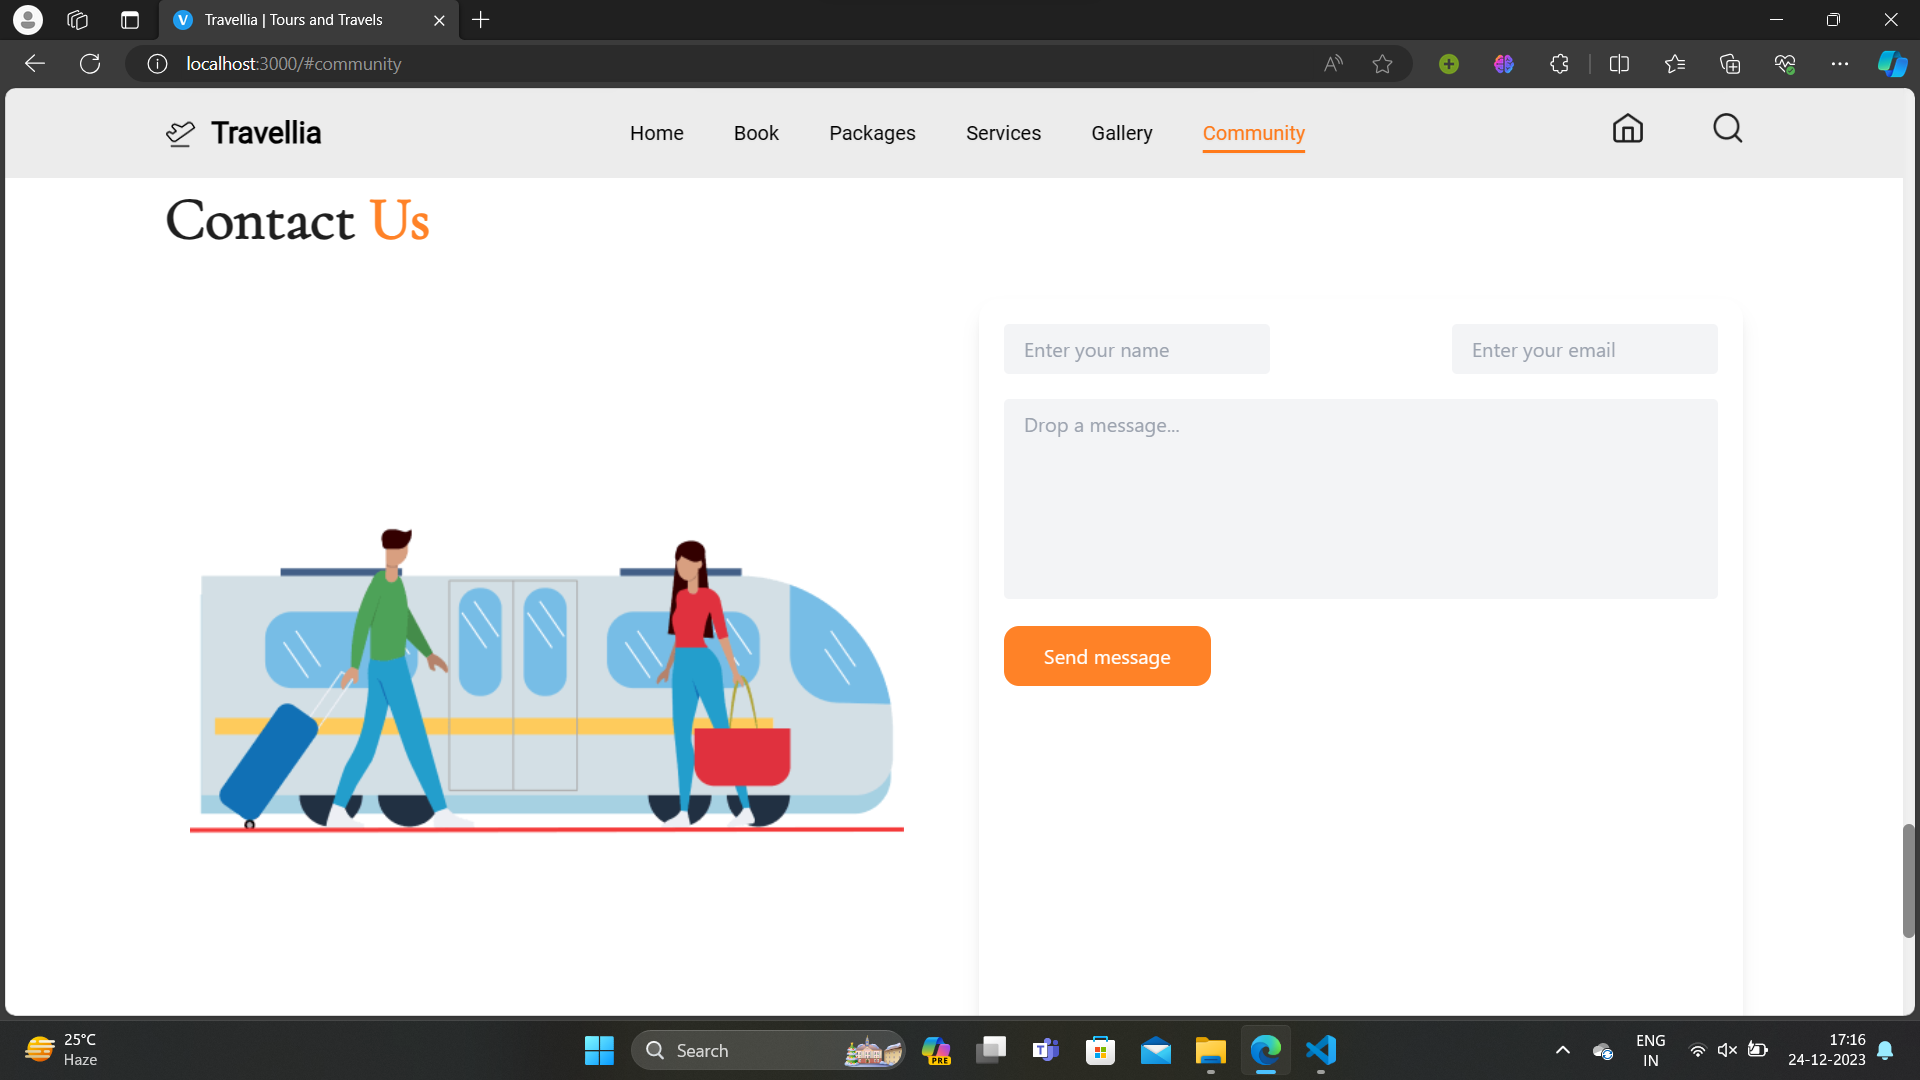 Travellia | Tours and Travels
localhost:3000/#community
Travellia
Home Book Packages Services Gallery Community
Contact Us
Enter your name
Enter your email
Drop a message...
Send message
25°C
Haze
Search
PRE
ENG
IN
17:16
24-12-2023